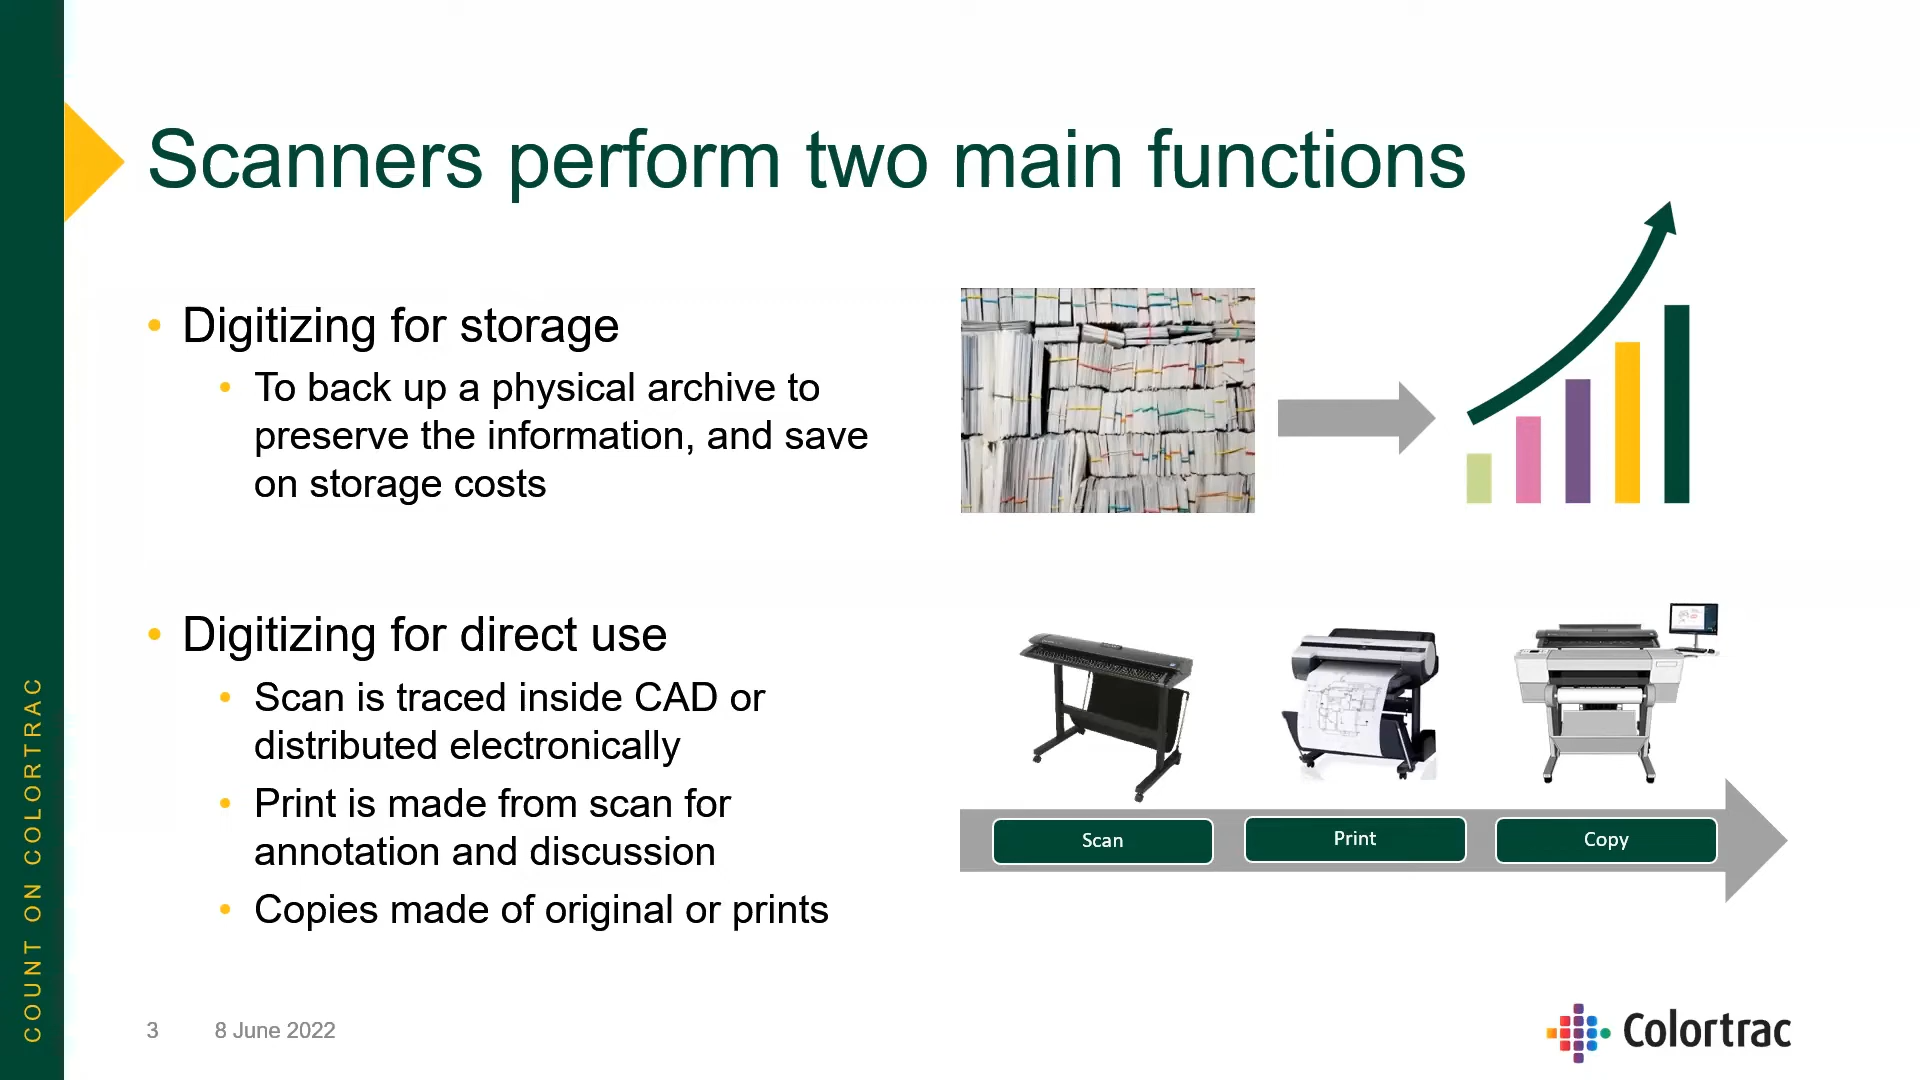 Scanners perform two main functions
• Digitizing for storage
• To back up a physical archive to
preserve the information, and save
on storage costs
• Digitizing for direct use
• Scan is traced inside CAD or
distributed electronically
• Print is made from scan for
annotation and discussion
• Copies made of original or prints
Scan
Print
Copy
COUNT ON COLORTRAC
3
8 June 2022
Colortrac